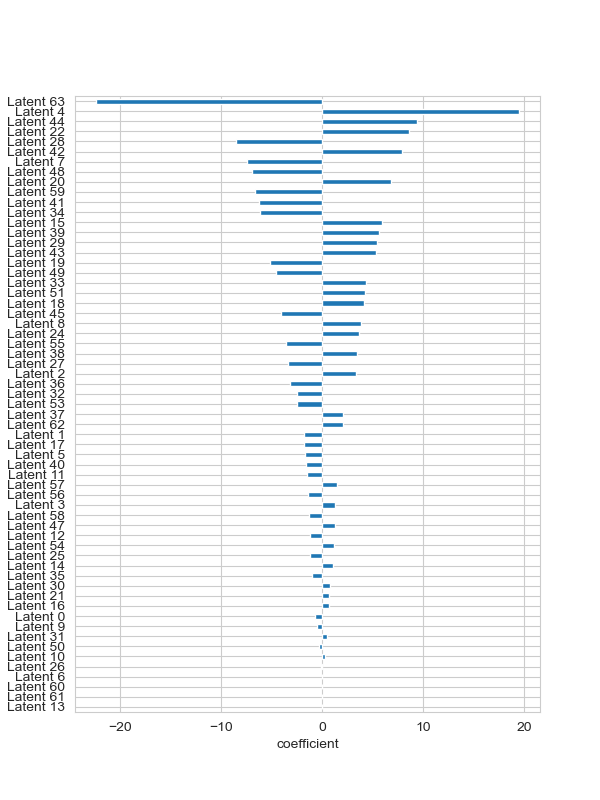 Latent 63
Latent 4
Latent 44
Latent 22
Latent 28
Latent 42
Latent 7
Latent 48
Latent 20
Latent 59
Latent 41
Latent 34
Latent 15
Latent 39
Latent 29
Latent 43
Latent 19
Latent 49
Latent 33
Latent 51
Latent 18
Latent 45
Latent 8
Latent 24
Latent 55
Latent 38
Latent 27
Latent 2
Latent 36
Latent 32
Latent 53
Latent 37
Latent 62
Latent 1
Latent 17
Latent 5
Latent 40
Latent 11
Latent 57
Latent 56
Latent 3
Latent 58
Latent 47
Latent 12
Latent 54
Latent 25
Latent 14
Latent 35
Latent 30
Latent 21
Latent 16
Latent 0
Latent 9
Latent 31
Latent 50
Latent 10
Latent 26
Latent 6
Latent 60
Latent 61
Latent 13
−20 −10 0 10 20
coefficient